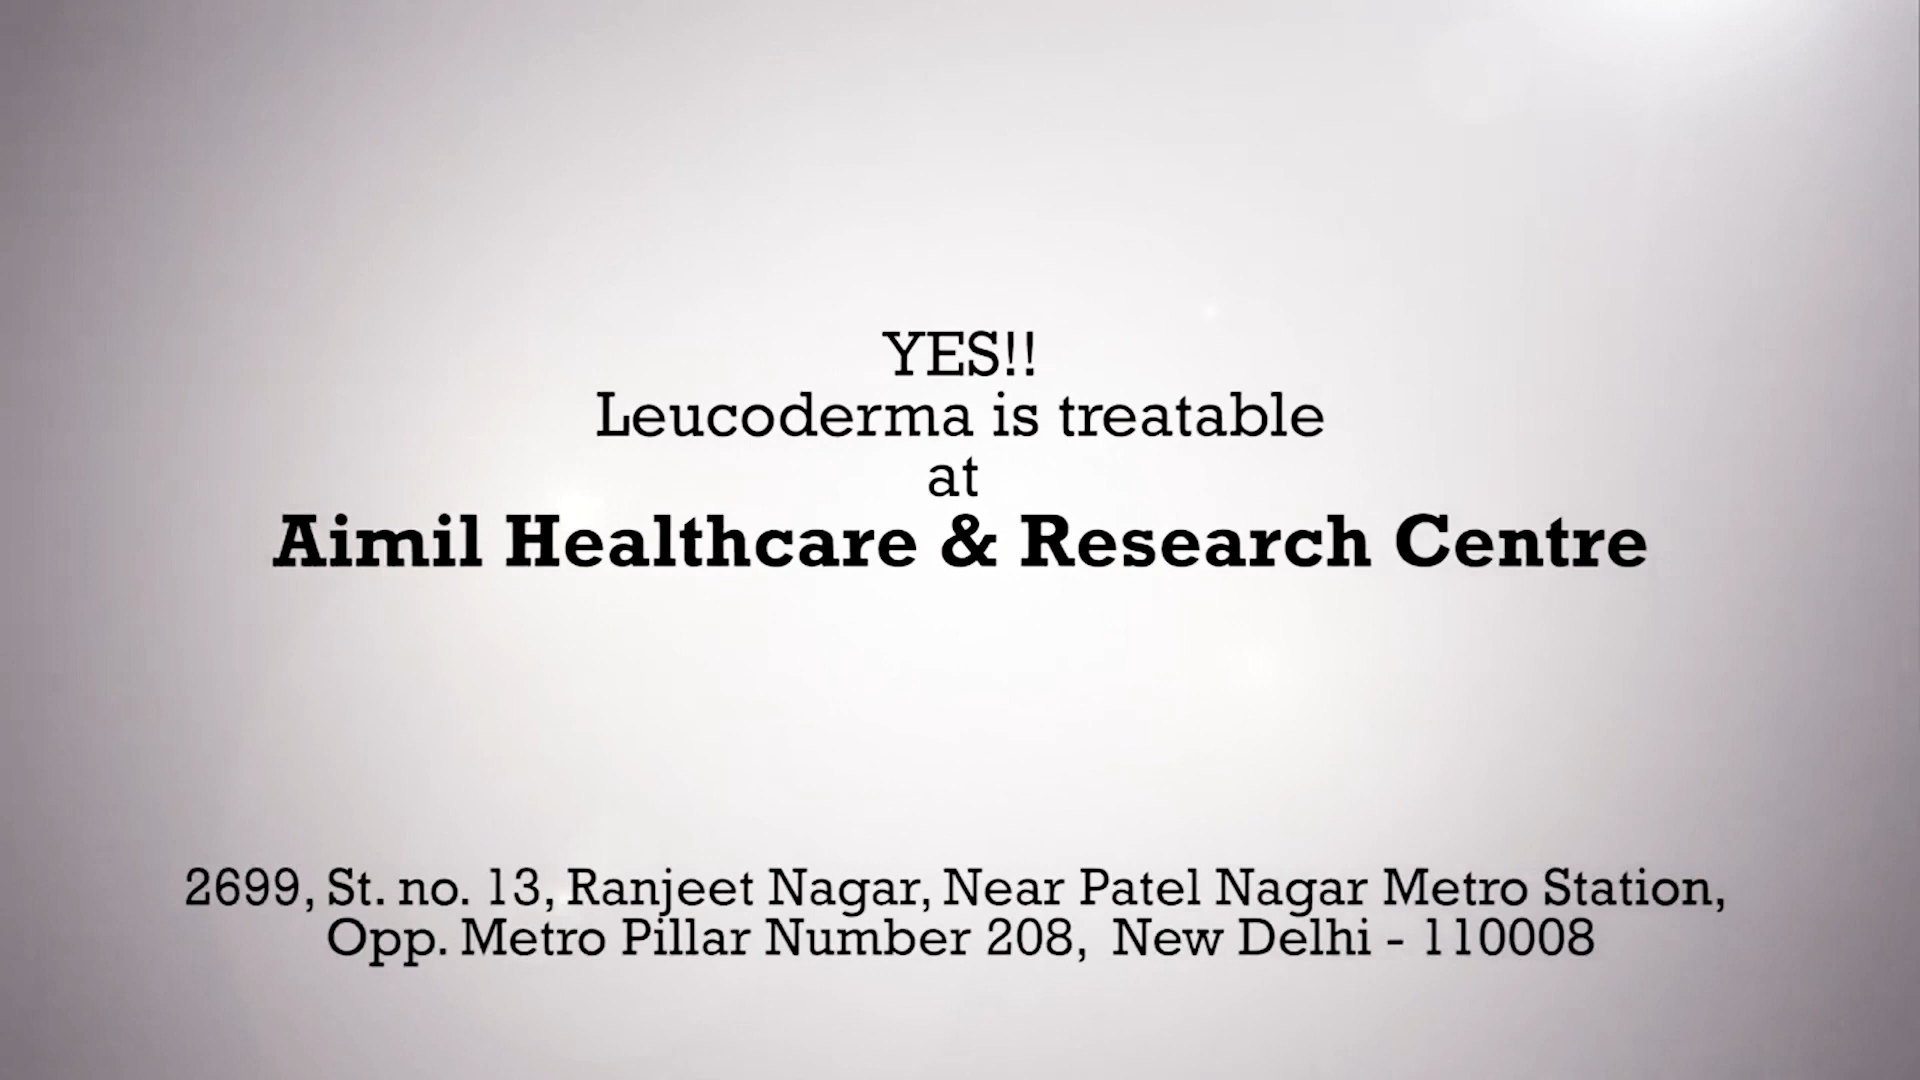 YES!!
Leucoderma is treatable
at
Aimil Healthcare & Research Centre
2699, St. no. 13, Ranjeet Nagar, Near Patel Nagar Metro Station,
Opp. Metro Pillar Number 208, New Delhi - 110008